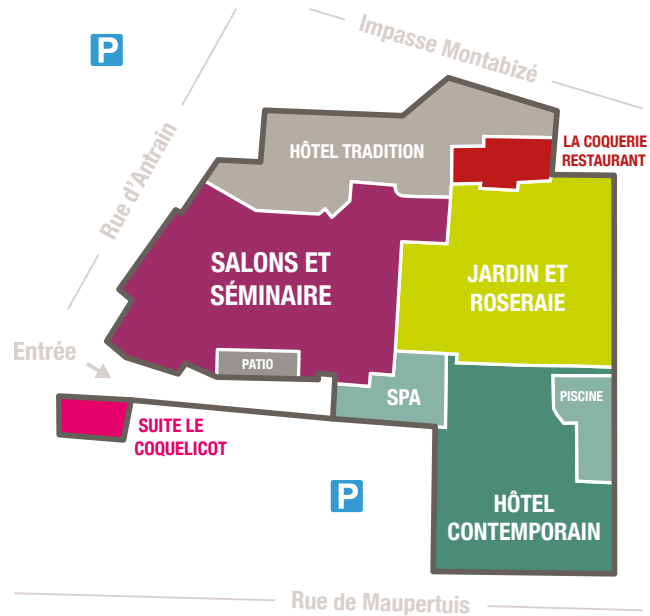 P
Impasse Montabizé
Rue d'Antrain
HÔTEL TRADITION
LA COQUERIE
RESTAURANT
SALONS ET
SÉMINAIRE
JARDIN ET
ROSERAIE
Entrée
PATIO
SPA
PISCINE
SUITE LE
COQUELICOT
P
HÔTEL
CONTEMPORAIN
Rue de Maupertuis